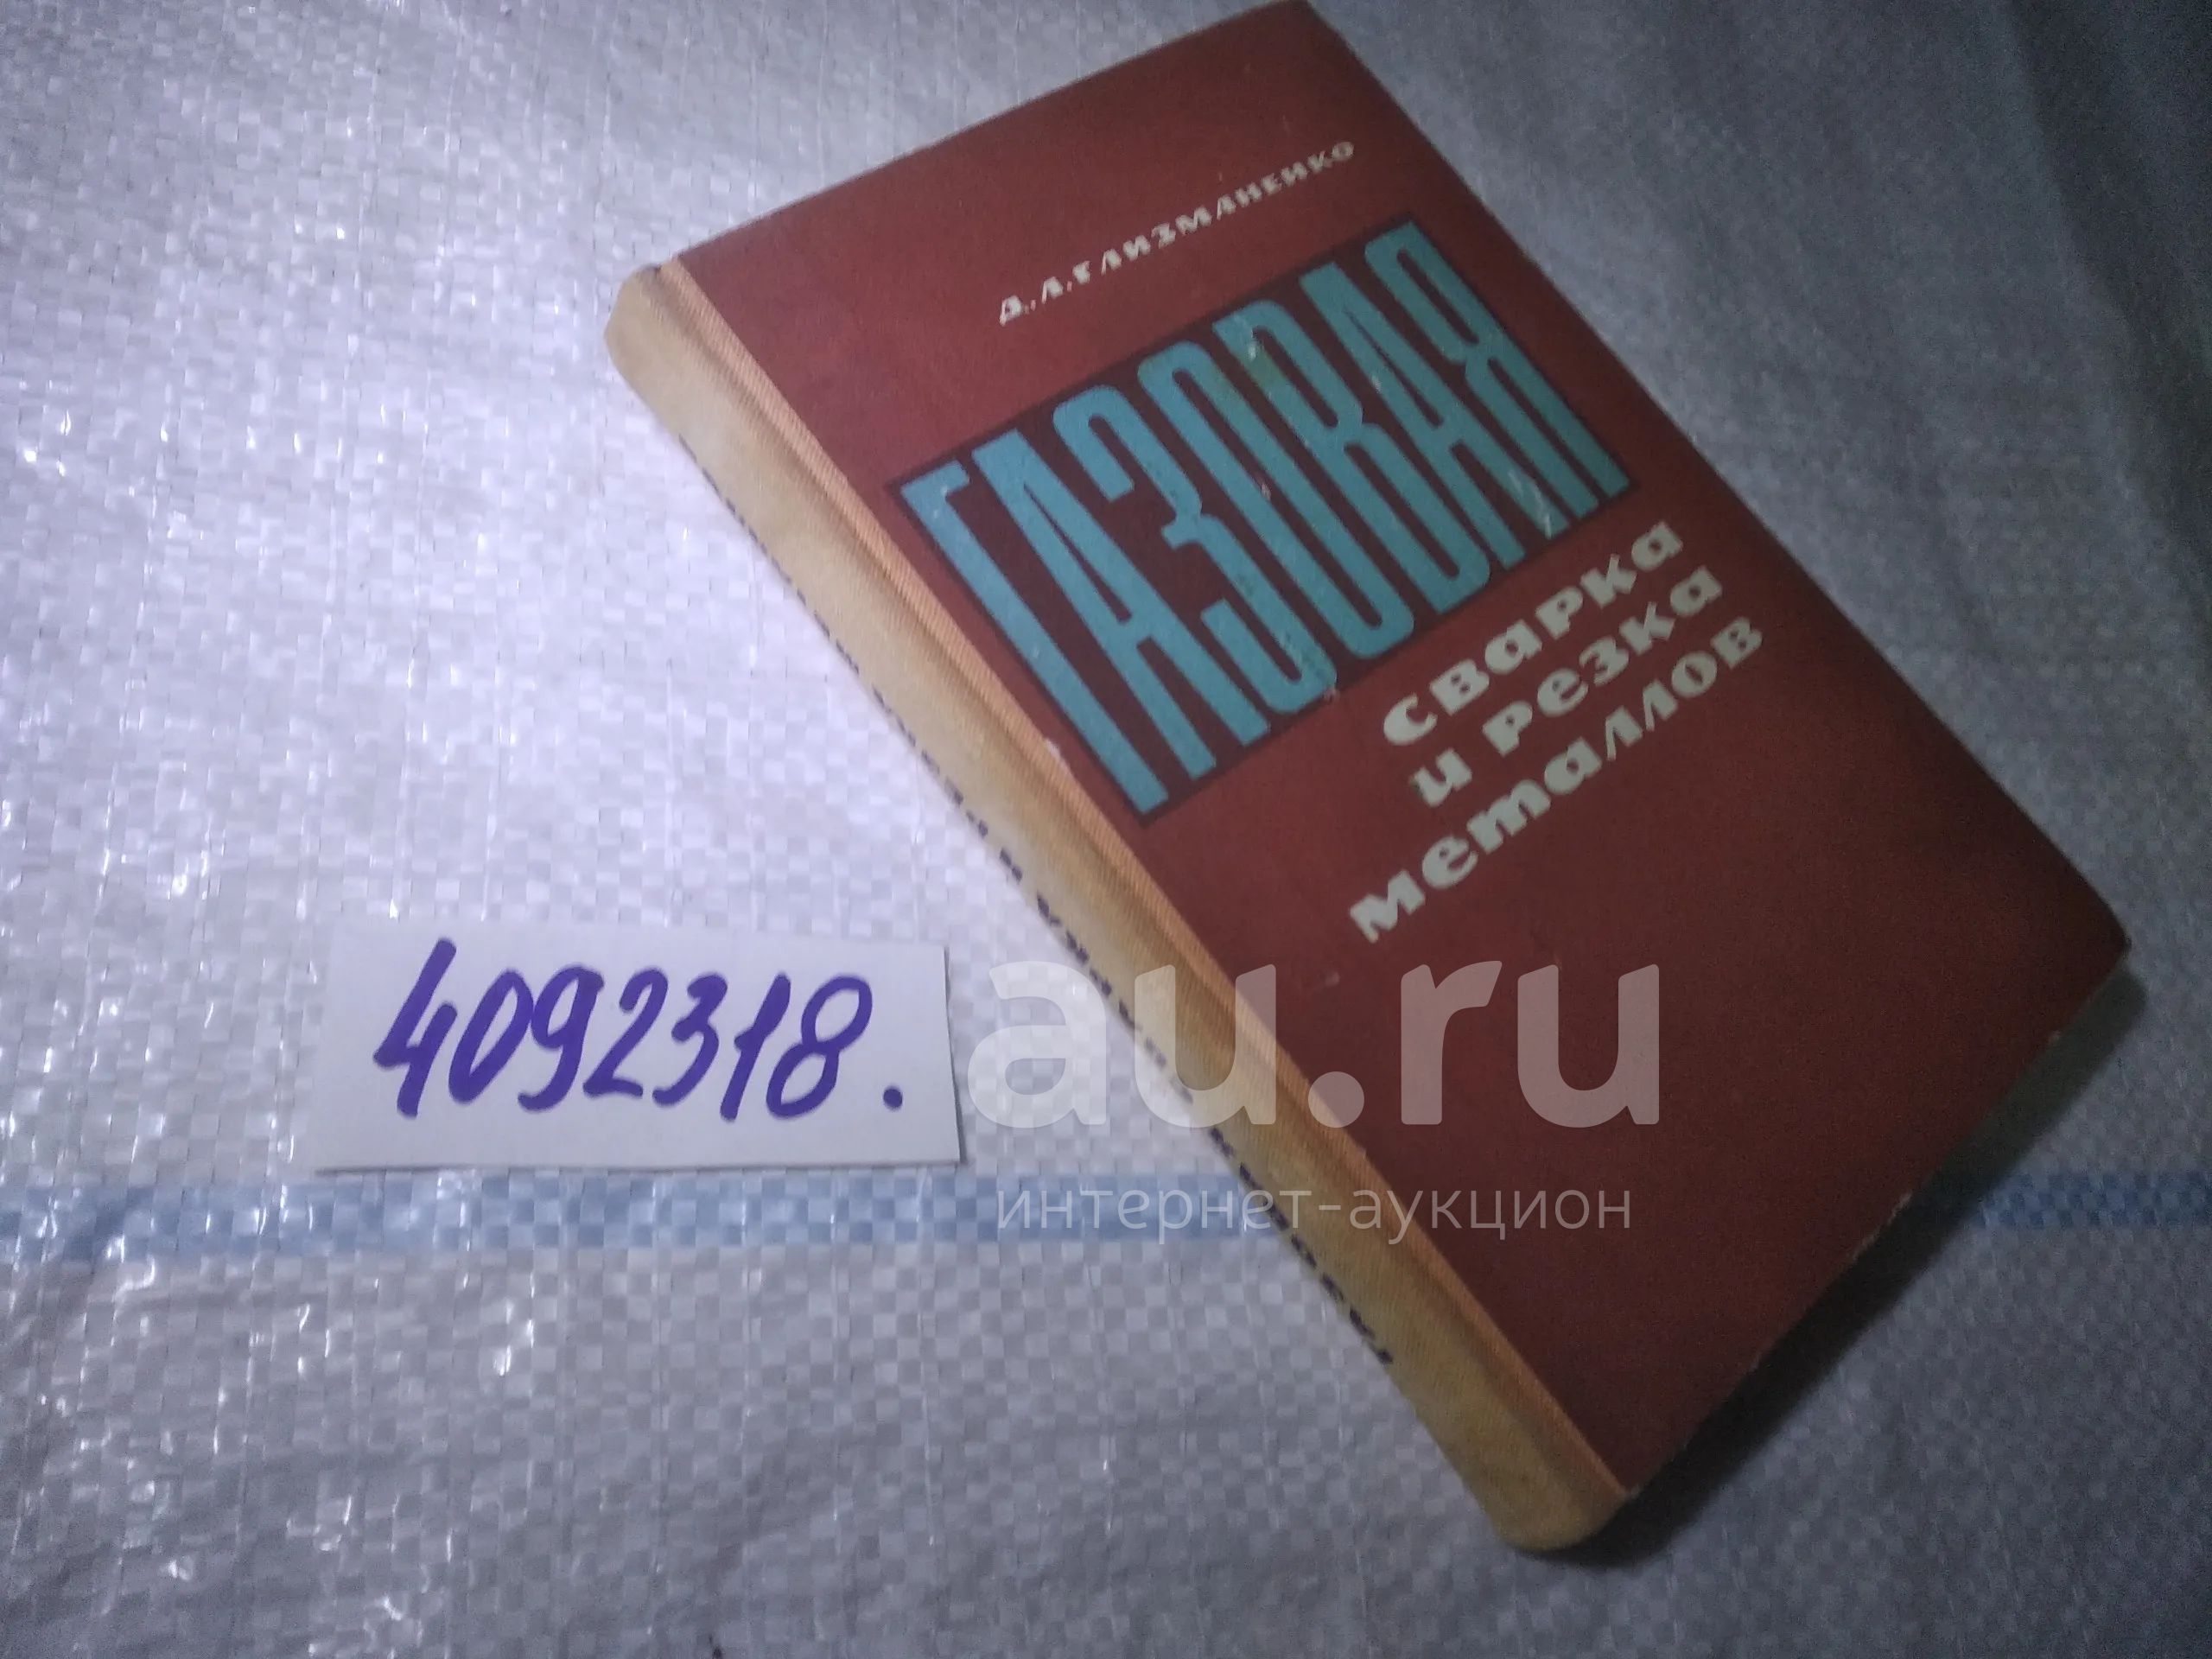 Д.Л.ГЛИЗМАНЕНКО
ГАЗОВАЯ
сварка
и резка
металлов
4092318.
au.ru
интернет-аукцион